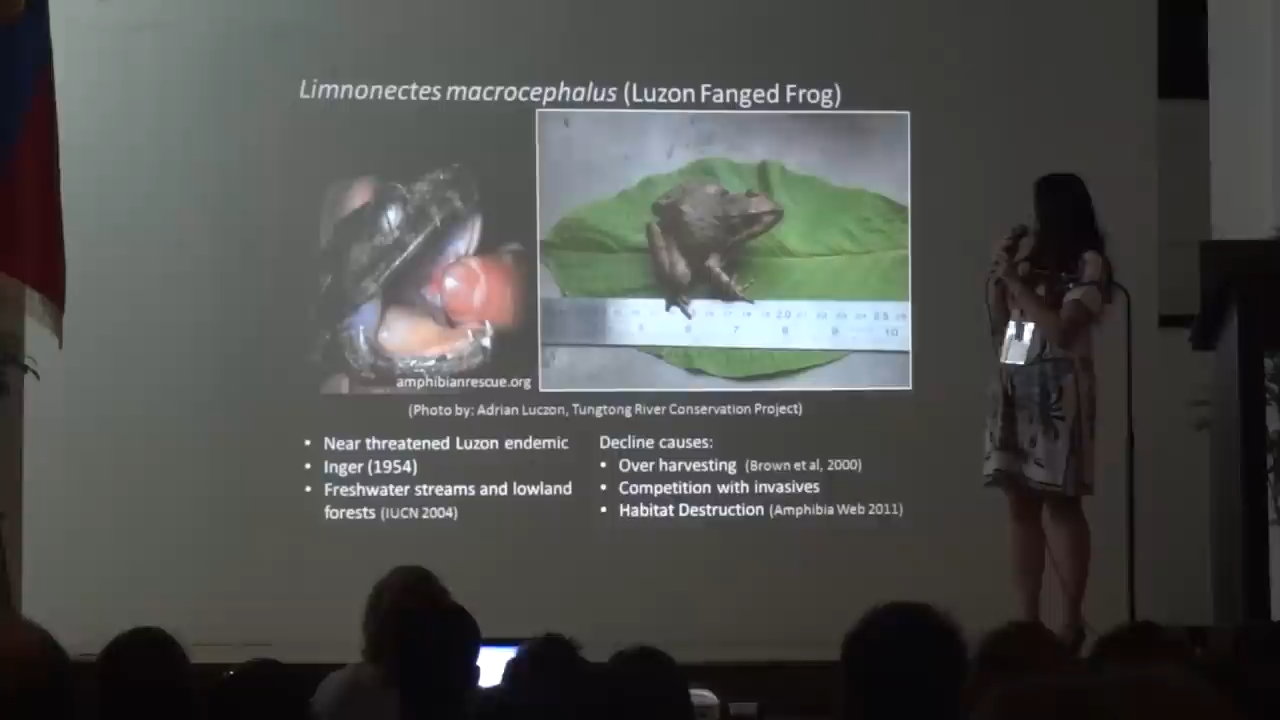 Limnonectes macrocephalus (Luzon Fanged Frog)
amphibianrescue.org
(Photo by: Adrian Luczon, Tungtong River Conservation Project)
• Near threatened Luzon endemic
• Inger (1954)
• Freshwater streams and lowland
forests (IUCN 2004)
Decline causes:
• Over harvesting (Brown et al, 2000)
• Competition with invasives
• Habitat Destruction (Amphibia Web 2011)